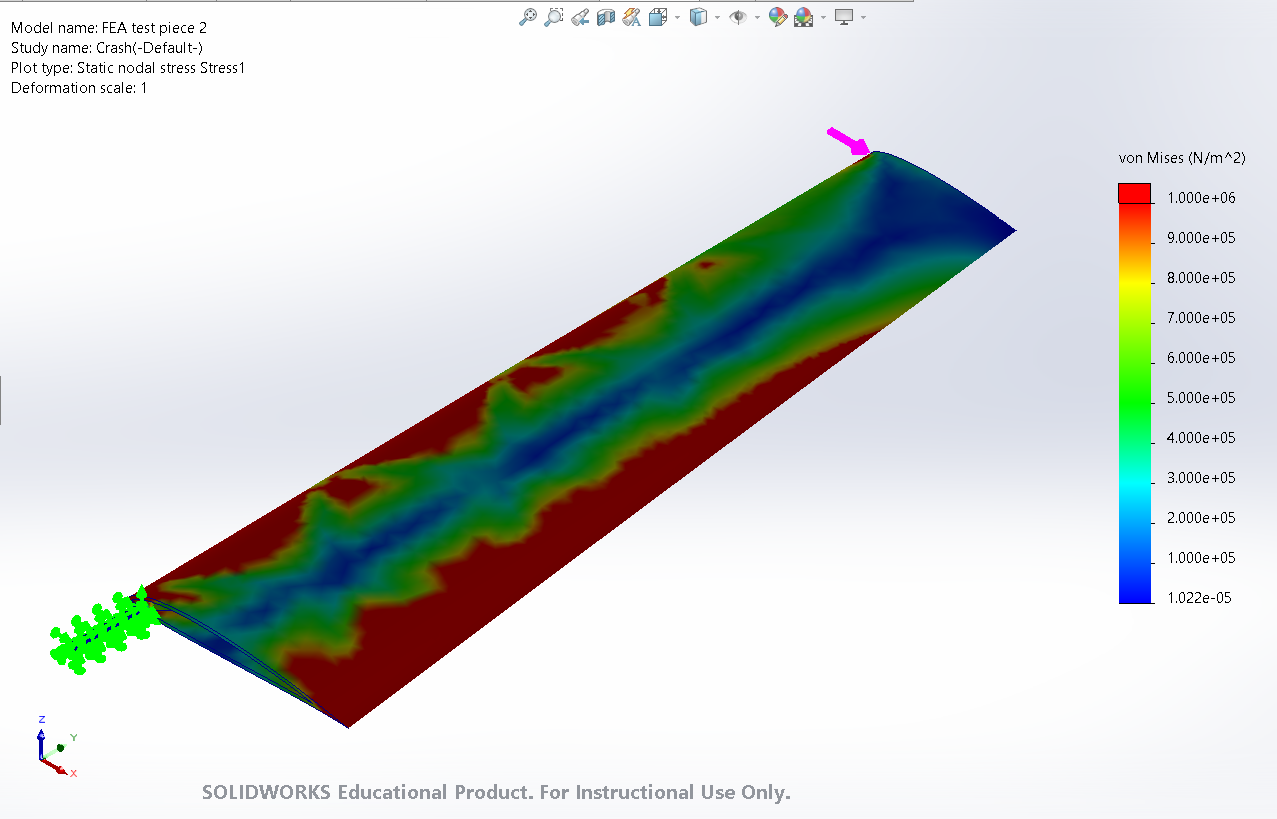 Model name: FEA test piece 2
Study name: Crash(-Default-)
Plot type: Static nodal stress Stress1
Deformation scale: 1
von Mises (N/m^2)
1.000e+06
9.000e+05
8.000e+05
7.000e+05
6.000e+05
5.000e+05
4.000e+05
3.000e+05
2.000e+05
1.000e+05
1.022e-05
Z
Y
X
SOLIDWORKS Educational Product. For Instructional Use Only.